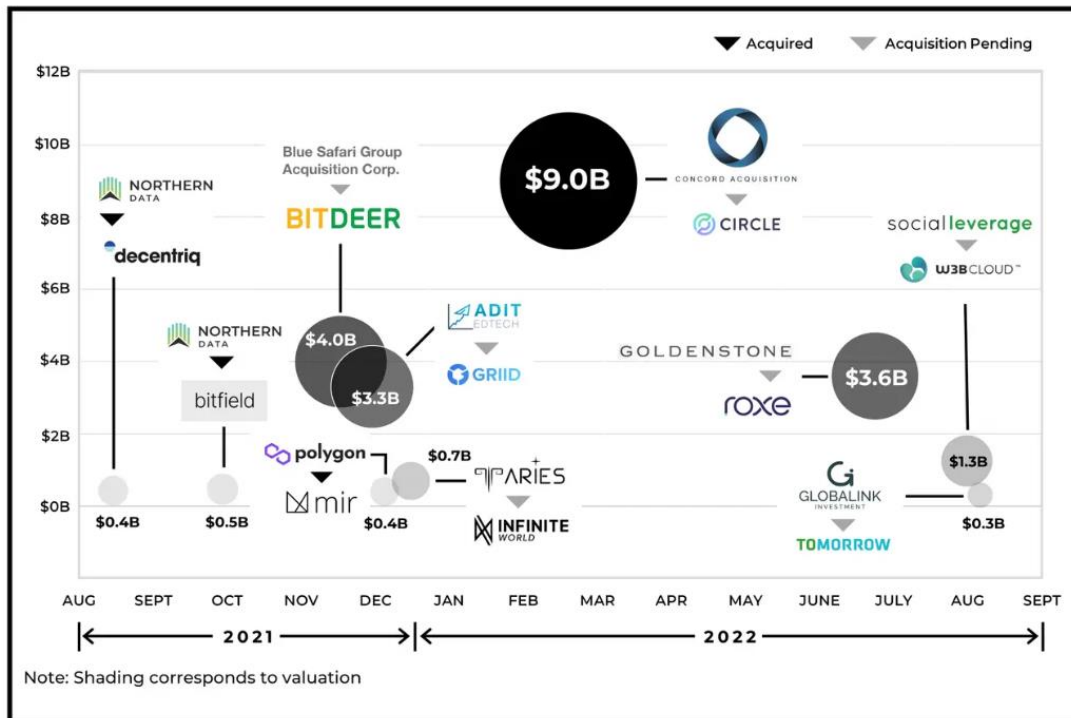 Acquired
Acquisition Pending
$12B
$10B
$8B
$6B
$4B
$2B
$0B
NORTHERN
DATA
decentriq
$0.4B
NORTHERN
DATA
bitfield
$0.5B
Blue Safari Group
Acquisition Corp.
BITDEER
$4.0B
$3.3B
ADIT
EDTECH
GRIID
polygon
mir
$0.4B
$0.7B
ARIES
INFINITE
WORLD
$9.0B
CONCORD ACQUISITION
CIRCLE
GOLDENSTONE
roxe
$3.6B
socialleverage
W3BCLOUD™
$1.3B
Gi
GLOBALINK
INVESTMENT
TOMORROW
$0.3B
AUG SEPT OCT NOV DEC JAN FEB MAR APR MAY JUNE JULY AUG SEPT
2021 2022
Note: Shading corresponds to valuation